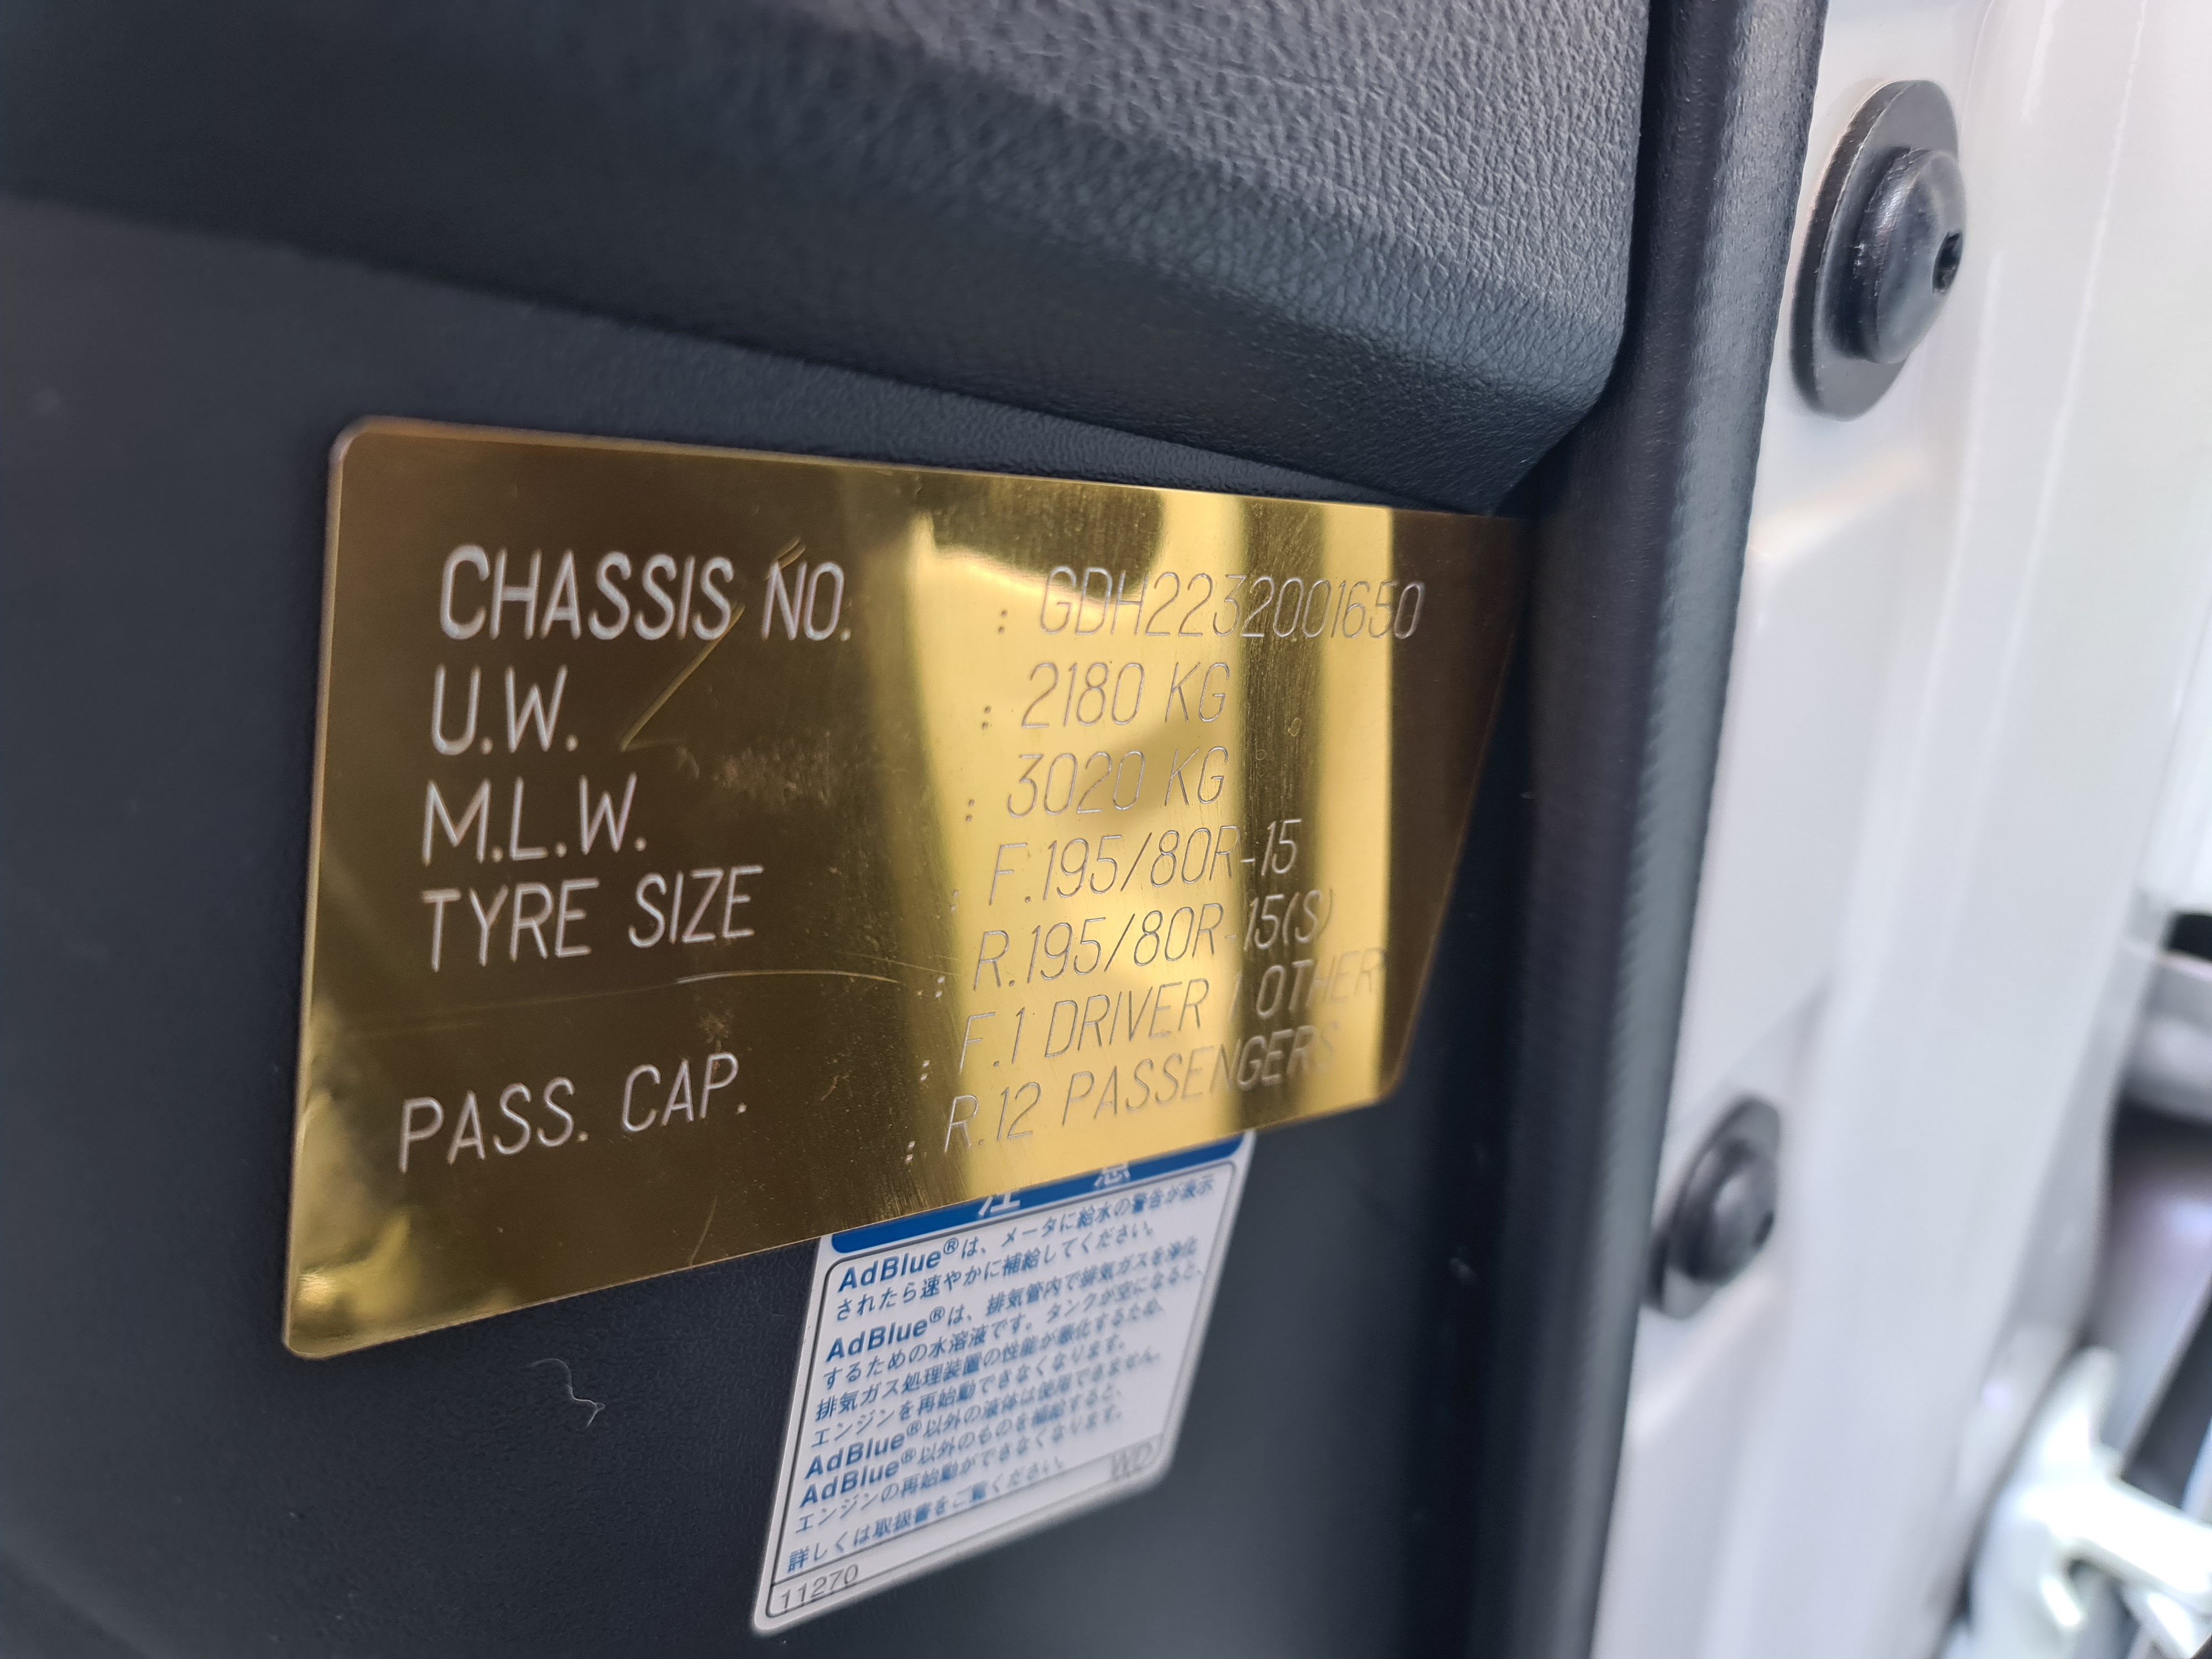 CHASSIS NO. : GDH2232001650
U.W. : 2180 KG
M.L.W. : 3020 KG
TYRE SIZE : F.195/80R-15
: R.195/80R-15(S)
: F.1 DRIVER 1 OTHER
PASS. CAP. : R.12 PASSENGERS
注 意
AdBlue®は、メータに給水の警告が表示
されたら速やかに補給してください。
AdBlue®は、排気管内で排気ガスを浄化
するための水溶液です。タンクが空になると、
排気ガス処理装置の性能が悪化するため、
エンジンを再始動できなくなります。
AdBlue®以外の液体は使用できません。
AdBlue®以外のものを補給すると、
エンジンの再始動ができなくなります。
詳しくは取扱書をご覧ください。
11270 WD